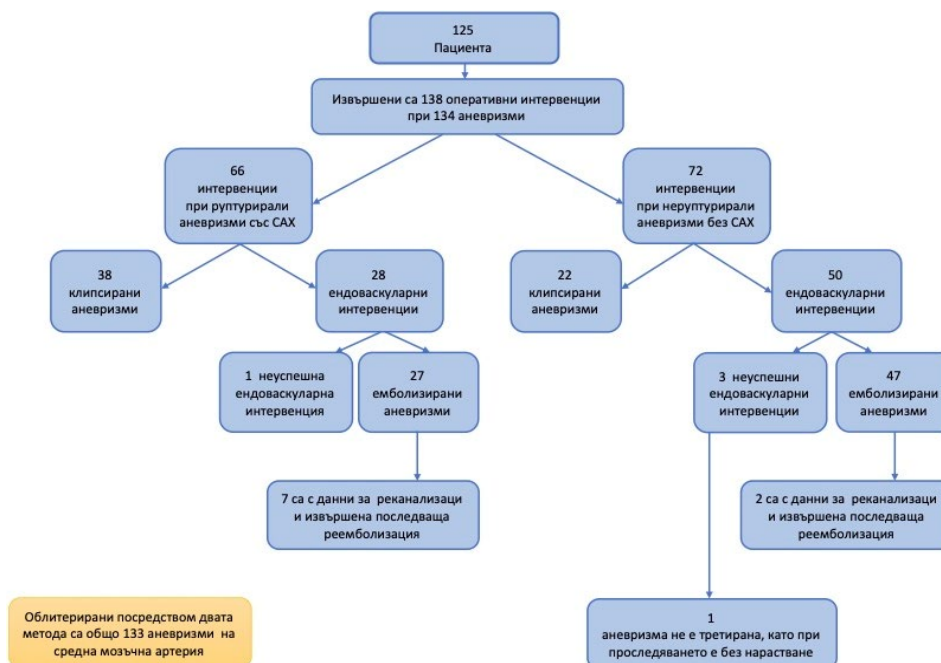 125
Пациента
Извършени са 138 оперативни интервенции
при 134 аневризми
66
интервенции
при руптурирали
аневризми със САХ
72
интервенции
при неруптурирали
аневризми без САХ
38
клипсирани
аневризми
28
ендоваскуларни
интервенции
22
клипсирани
аневризми
50
ендоваскуларни
интервенции
1 неуспешна
ендоваскуларна
интервенция
27
емболизирани
аневризми
3 неуспешни
ендоваскуларни
интервенции
47
емболизирани
аневризми
7 са с данни за реканализаци
и извършена последваща
реемболизация
2 са с данни за реканализаци
и извършена последваща
реемболизация
Облитерирани посредством двата
метода са общо 133 аневризми на
средна мозъчна артерия
1
аневризма не е третирана, като при
проследяването е без нарастване